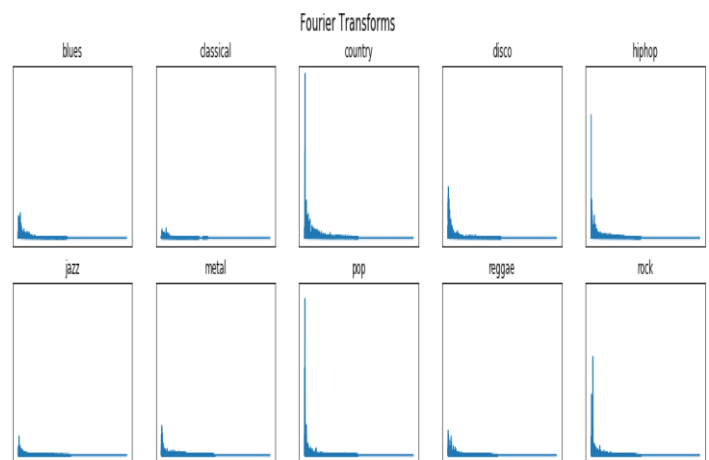 Fourier Transforms
blues classical country disco hiphop
jazz metal pop reggae rock